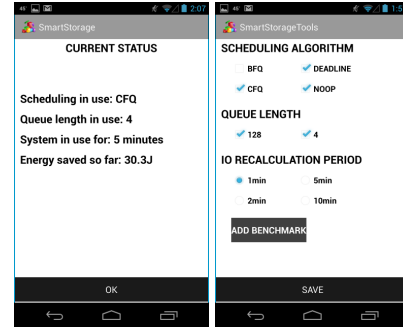 46°
2:07
SmartStorage
CURRENT STATUS
Scheduling in use: CFQ
Queue length in use: 4
System in use for: 5 minutes
Energy saved so far: 30.3J
OK
46°
SmartStorageTools
SCHEDULING ALGORITHM
BFQ DEADLINE
CFQ NOOP
QUEUE LENGTH
128 4
IO RECALCULATION PERIOD
1min 5min
2min 10min
ADD BENCHMARK
SAVE